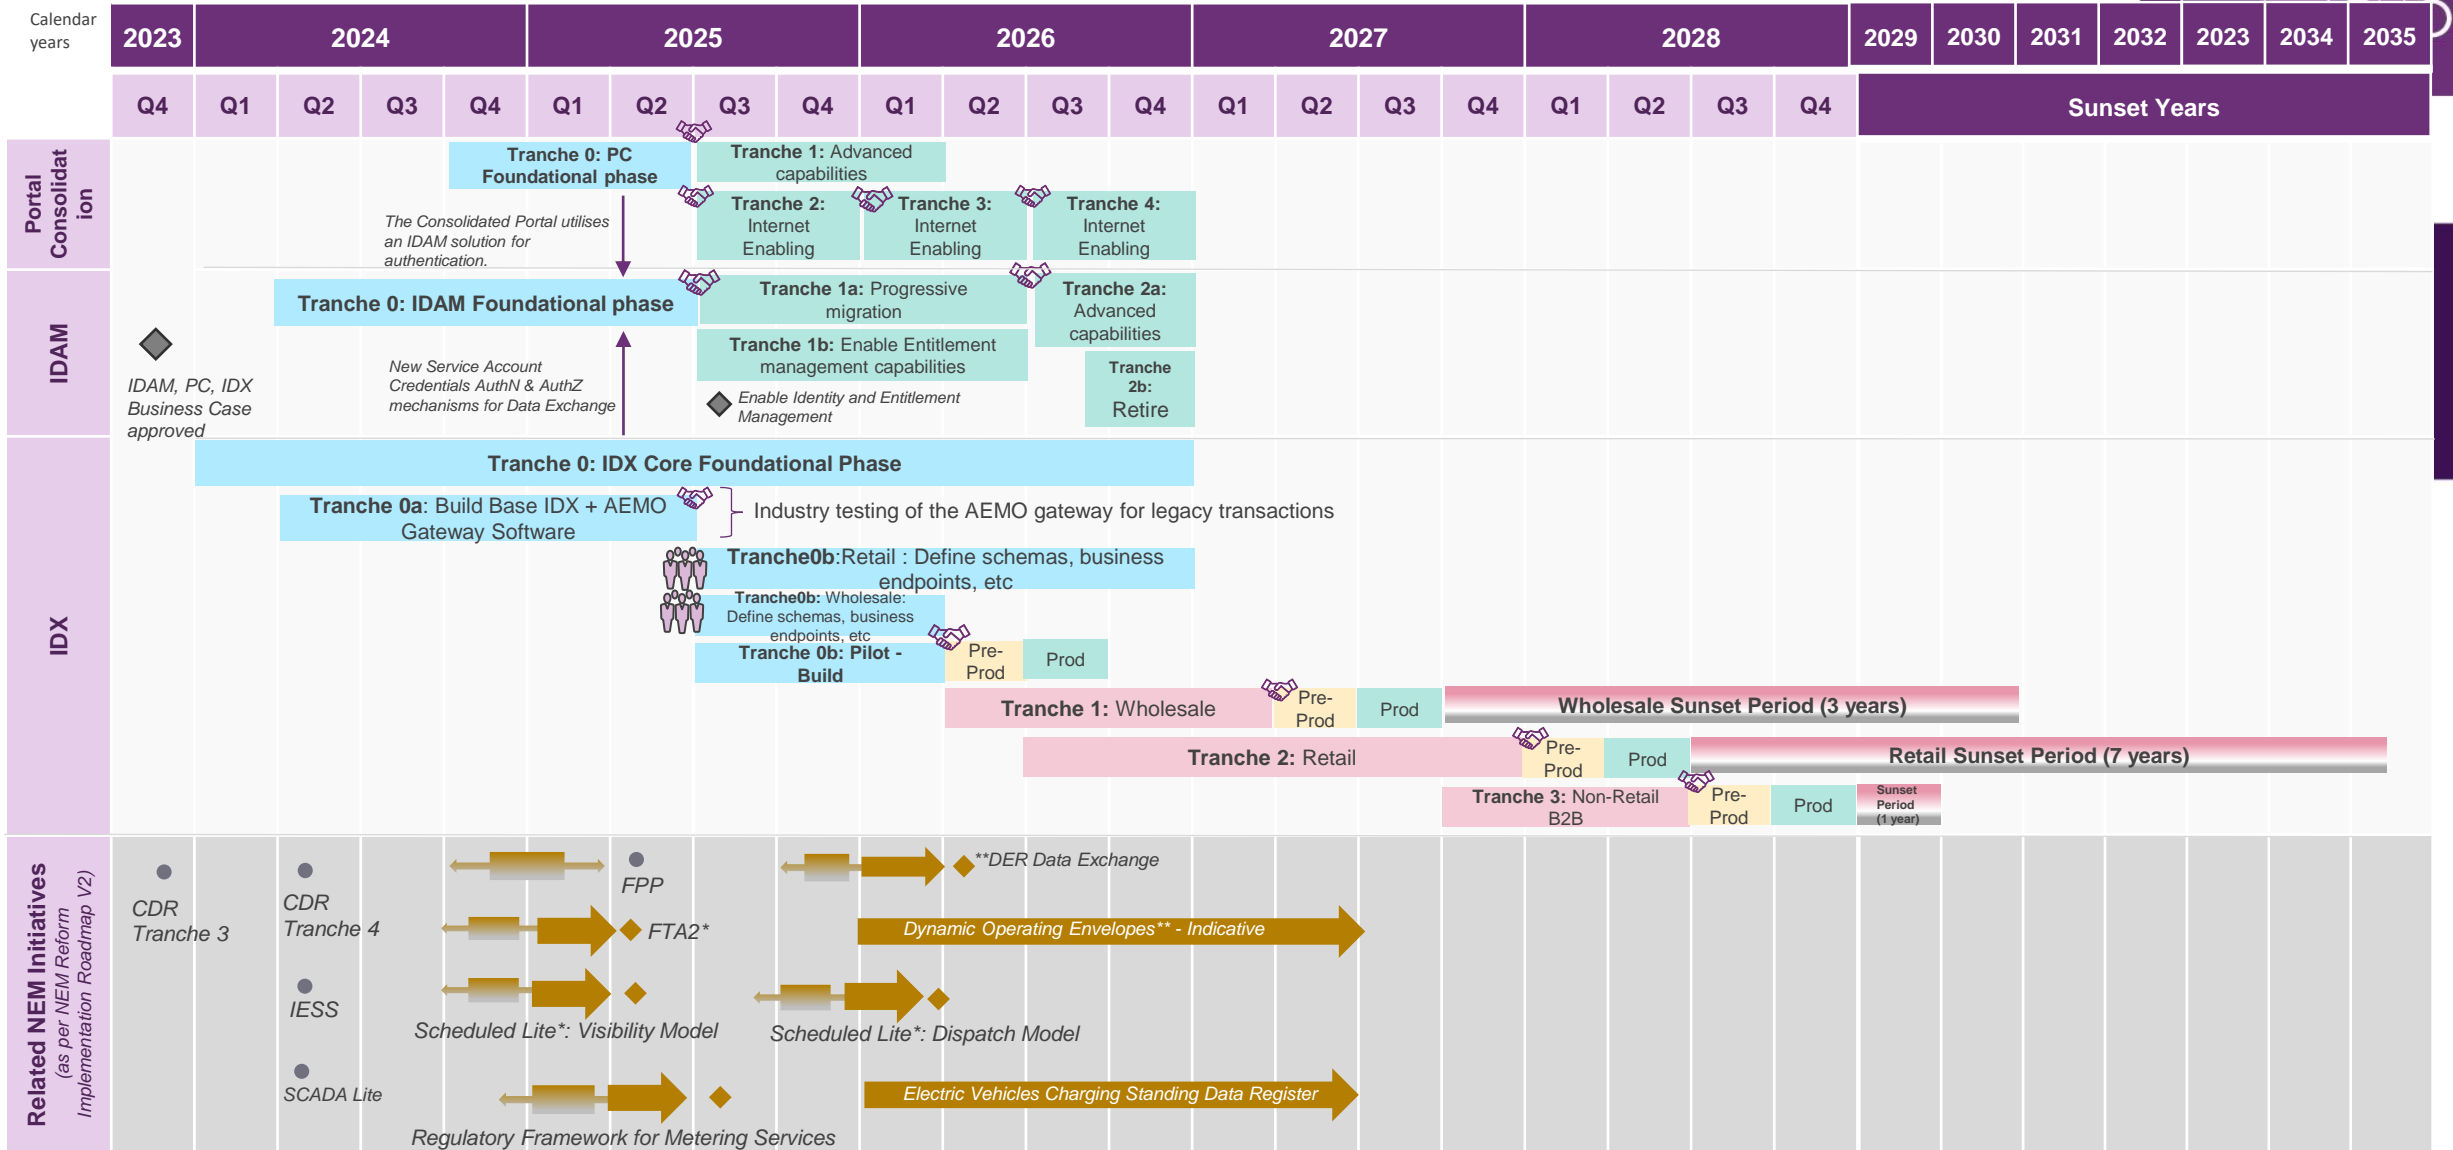 Calendar
years
2023
2024
2025
2026
2027
2028
2029
2030
2031
2032
2023
2034
2035
Q4
Q1
Q2
Q3
Q4
Q1
Q2
Q3
Q4
Q1
Q2
Q3
Q4
Q1
Q2
Q3
Q4
Q1
Q2
Q3
Q4
Sunset Years
Portal
Consolidat
ion
Tranche 0: PC
Foundational phase
Tranche 1: Advanced
capabilities
Tranche 2:
Internet
Enabling
Tranche 3:
Internet
Enabling
Tranche 4:
Internet
Enabling
The Consolidated Portal utilises
an IDAM solution for
authentication.
IDAM
Tranche 0: IDAM Foundational phase
Tranche 1a: Progressive
migration
Tranche 2a:
Advanced
capabilities
Tranche 1b: Enable Entitlement
management capabilities
Tranche
2b:
Retire
IDAM, PC, IDX
Business Case
approved
New Service Account
Credentials AuthN & AuthZ
mechanisms for Data Exchange
Enable Identity and Entitlement
Management
IDX
Tranche 0: IDX Core Foundational Phase
Tranche 0a: Build Base IDX + AEMO
Gateway Software
Industry testing of the AEMO gateway for legacy transactions
Tranche0b:Retail : Define schemas, business
endpoints, etc
Tranche0b: Wholesale:
Define schemas, business
endpoints, etc
Tranche 0b: Pilot -
Build
Pre-
Prod
Prod
Tranche 1: Wholesale
Pre-
Prod
Prod
Wholesale Sunset Period (3 years)
Tranche 2: Retail
Pre-
Prod
Prod
Retail Sunset Period (7 years)
Tranche 3: Non-Retail
B2B
Pre-
Prod
Prod
Sunset
Period
(1 year)
Related NEM Initiatives
(as per NEM Reform
Implementation Roadmap V2)
CDR
Tranche 3
CDR
Tranche 4
FPP
**DER Data Exchange
FTA2*
Dynamic Operating Envelopes** - Indicative
IESS
Scheduled Lite*: Visibility Model
Scheduled Lite*: Dispatch Model
SCADA Lite
Electric Vehicles Charging Standing Data Register
Regulatory Framework for Metering Services